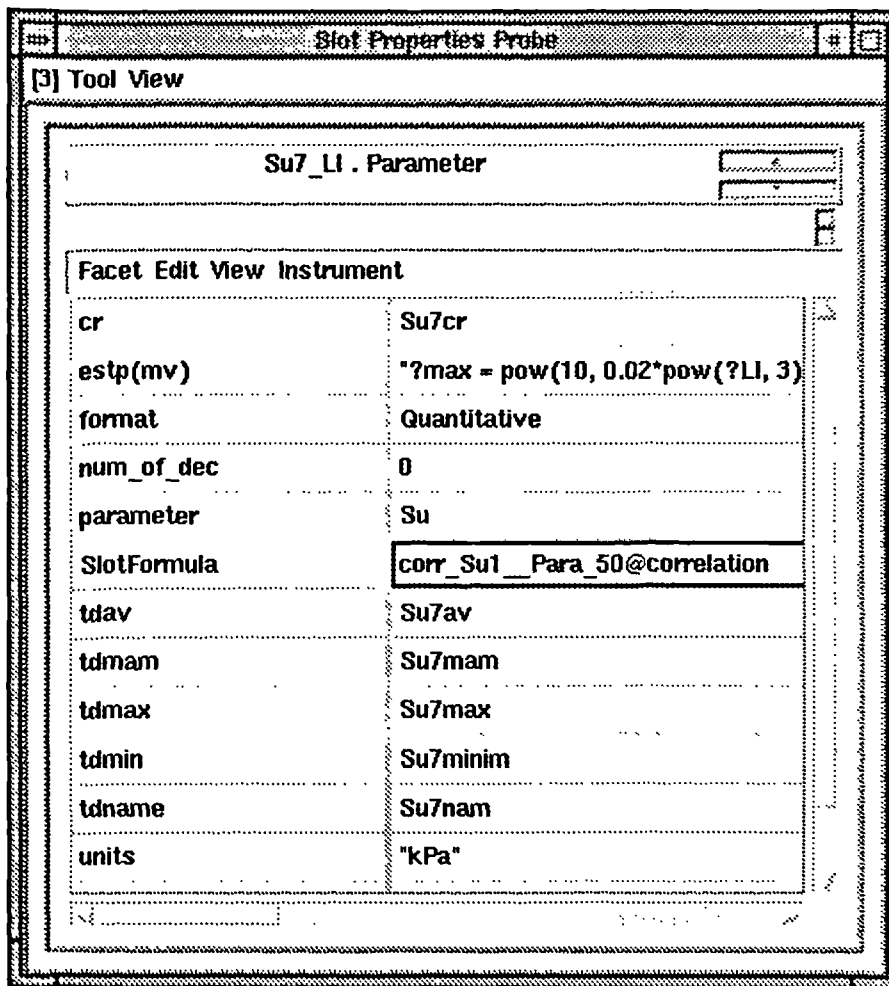 Slot Properties Probe
[3] Tool View
Su7_LI . Parameter
Facet Edit View Instrument
cr Su7cr
estp(mv) "?max = pow(10, 0.02*pow(?LI, 3)
format Quantitative
num_of_dec 0
parameter Su
SlotFormula corr_Su1__Para_50@correlation
tdav Su7av
tdmam Su7mam
tdmax Su7max
tdmin Su7minim
tdname Su7nam
units "kPa"